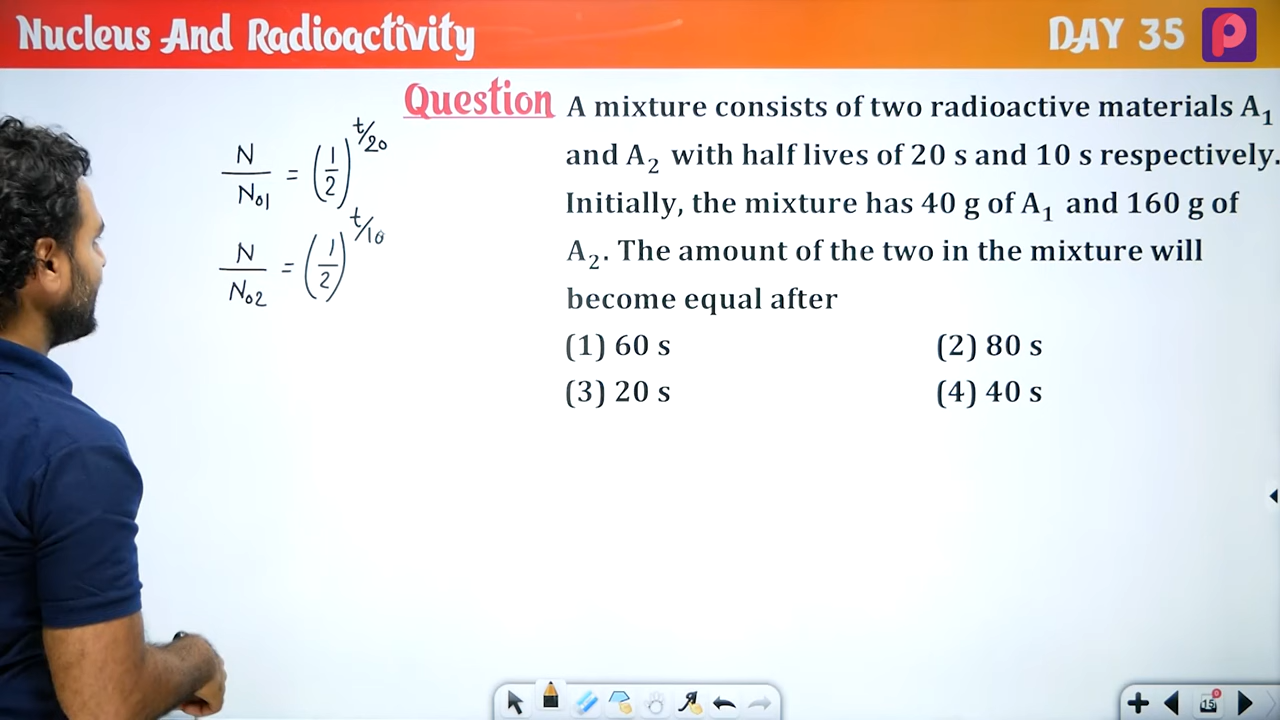 Nucleus And Radioactivity
DAY 35
Question A mixture consists of two radioactive materials A₁
and A₂ with half lives of 20 s and 10 s respectively.
Initially, the mixture has 40 g of A₁ and 160 g of
A₂. The amount of the two in the mixture will
become equal after
(1) 60 s (2) 80 s
(3) 20 s (4) 40 s
N/N₀₁ = (1/2)^t/20
N/N₀₂ = (1/2)^t/10
15